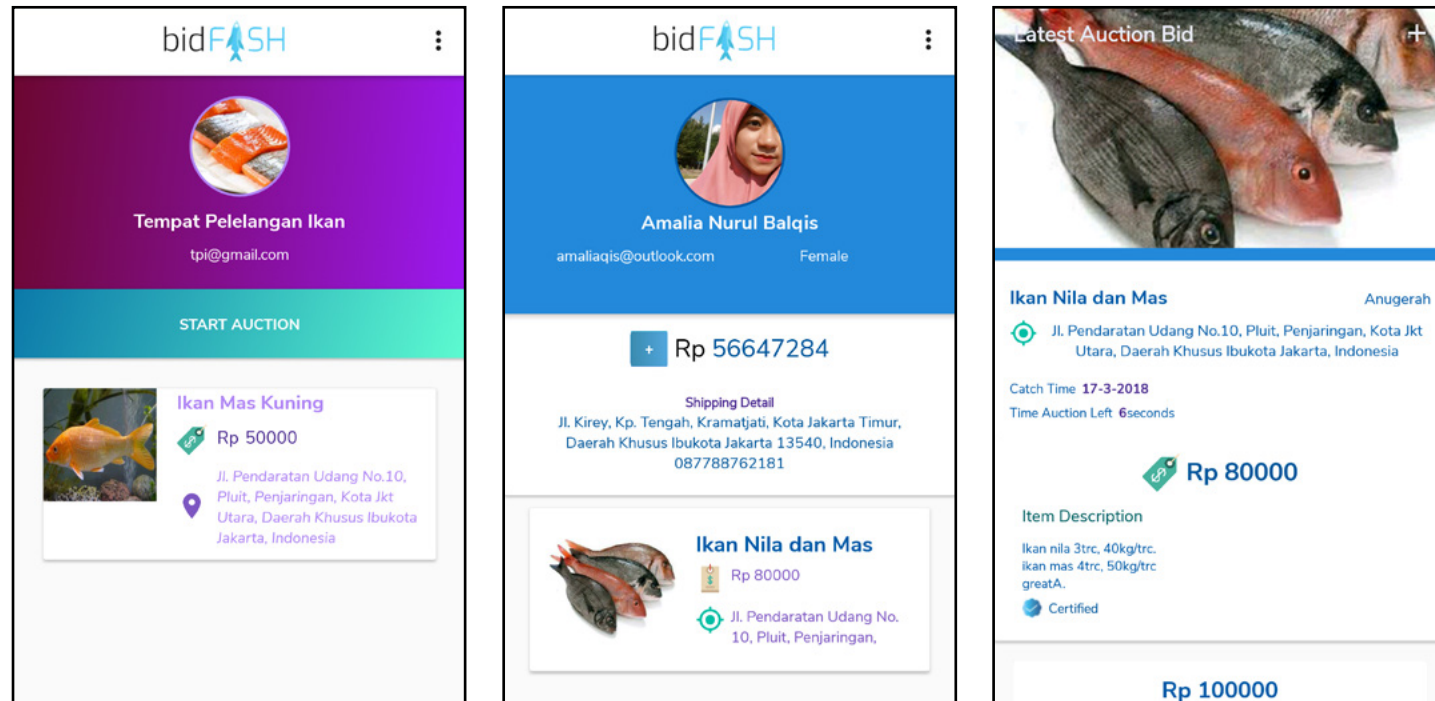 bidFISH
Tempat Pelelangan Ikan
tpi@gmail.com
START AUCTION
Ikan Mas Kuning
Rp 50000
Jl. Pendaratan Udang No.10,
Pluit, Penjaringan, Kota Jkt
Utara, Daerah Khusus Ibukota
Jakarta, Indonesia
bidFISH
Amalia Nurul Balqis
amaliaqis@outlook.com Female
+ Rp 56647284
Shipping Detail
Jl. Kirey, Kp. Tengah, Kramatjati, Kota Jakarta Timur,
Daerah Khusus Ibukota Jakarta 13540, Indonesia
087788762181
Ikan Nila dan Mas
Rp 80000
Jl. Pendaratan Udang No.
10, Pluit, Penjaringan,
Latest Auction Bid +
Ikan Nila dan Mas Anugerah
Jl. Pendaratan Udang No.10, Pluit, Penjaringan, Kota Jkt
Utara, Daerah Khusus Ibukota Jakarta, Indonesia
Catch Time 17-3-2018
Time Auction Left 6seconds
Rp 80000
Item Description
Ikan nila 3trc, 40kg/trc.
ikan mas 4trc, 50kg/trc
greatA.
Certified
Rp 100000